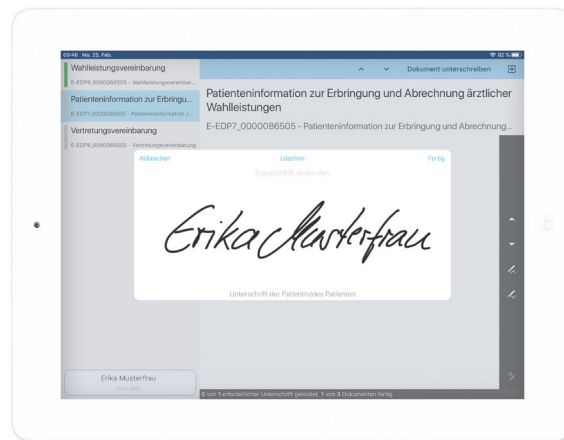 09:46 Mo. 25. Feb.
82 %
Wahlleistungsvereinbarung
E-EDP9_0000086505 - Wahlleistungsvereinbar...
Patienteninformation zur Erbringu...
E-EDP7_0000086505 - Patienteninformation z...
Vertretungsvereinbarung
E-EDP8_0000086505 - Vertretungsvereinbarung
Dokument unterschreiben
Patienteninformation zur Erbringung und Abrechnung ärztlicher
Wahlleistungen
E-EDP7_0000086505 - Patienteninformation zur Erbringung und Abrechnung...
Abbrechen Löschen Fertig
Signaturstift verbunden
Erika Musterfrau
Unterschrift der Patientin/des Patienten
Erika Musterfrau
0 von 1 erforderlicher Unterschrift geleistet, 1 von 3 Dokumenten fertig